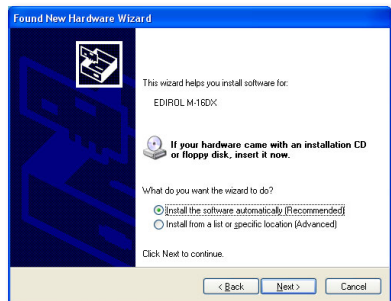 Found New Hardware Wizard
This wizard helps you install software for:
EDIROL M-16DX
If your hardware came with an installation CD
or floppy disk, insert it now.
What do you want the wizard to do?
Install the software automatically (Recommended)
Install from a list or specific location (Advanced)
Click Next to continue.
< Back Next > Cancel